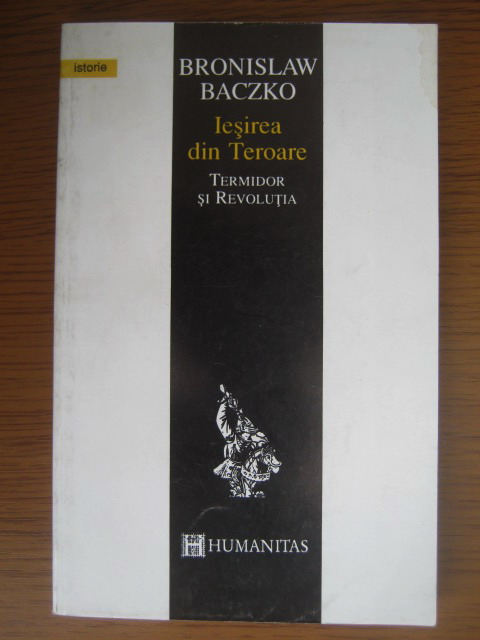 istorie
BRONISLAW
BACZKO
Ieşirea
din Teroare
TERMIDOR
ŞI REVOLUŢIA
H HUMANITAS